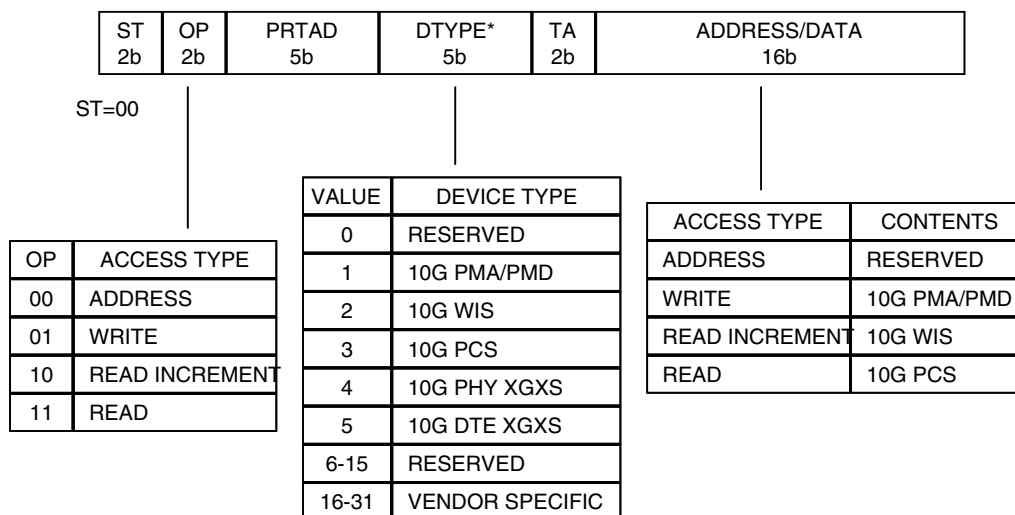 ST OP PRTAD DTYPE* TA ADDRESS/DATA
2b 2b 5b 5b 2b 16b
ST=00
OP ACCESS TYPE
00 ADDRESS
01 WRITE
10 READ INCREMENT
11 READ
VALUE DEVICE TYPE
0 RESERVED
1 10G PMA/PMD
2 10G WIS
3 10G PCS
4 10G PHY XGXS
5 10G DTE XGXS
6-15 RESERVED
16-31 VENDOR SPECIFIC
ACCESS TYPE CONTENTS
ADDRESS RESERVED
WRITE 10G PMA/PMD
READ INCREMENT 10G WIS
READ 10G PCS